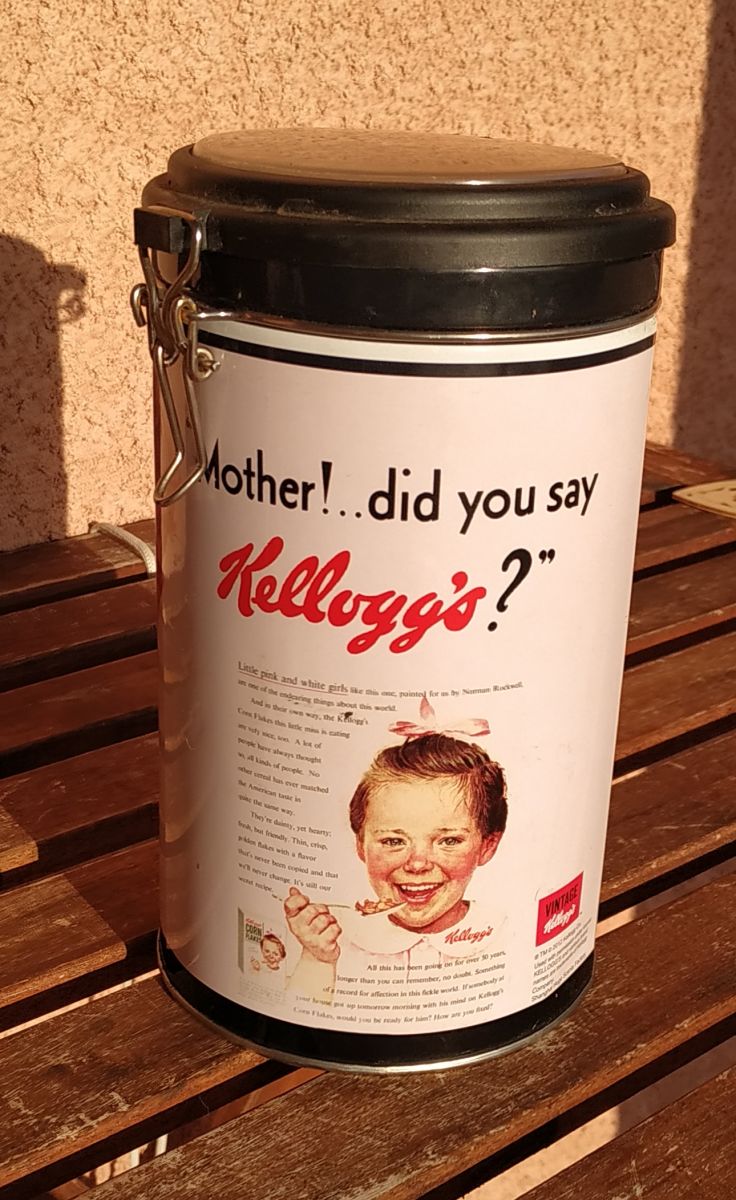 Mother!..did you say
Kellogg's?”
Little pink and white girls like this one, painted for us by Norman Rockwell,
are one of the endearing things about this world.
And in their own way, the Kellogg's
Corn Flakes this little miss is eating
are very nice, too. A lot of
people have always thought
so, all kinds of people. No
other cereal has ever matched
the American taste in
quite the same way.
They're dainty, yet hearty;
fresh, but friendly. Thin, crisp,
golden flakes with a flavor
that's never been copied and that
we'll never change. It's still our
secret recipe.
Kellogg's
CORN
FLAKES
Kellogg's
All this has been going on for over 50 years,
longer than you can remember, no doubt. Something
of a record for affection in this fickle world. If somebody at
your house got up tomorrow morning with his mind on Kellogg's
Corn Flakes, would you be ready for him? How are you fixed?
VINTAGE
Kellogg's
® TM © 2012 Kellogg